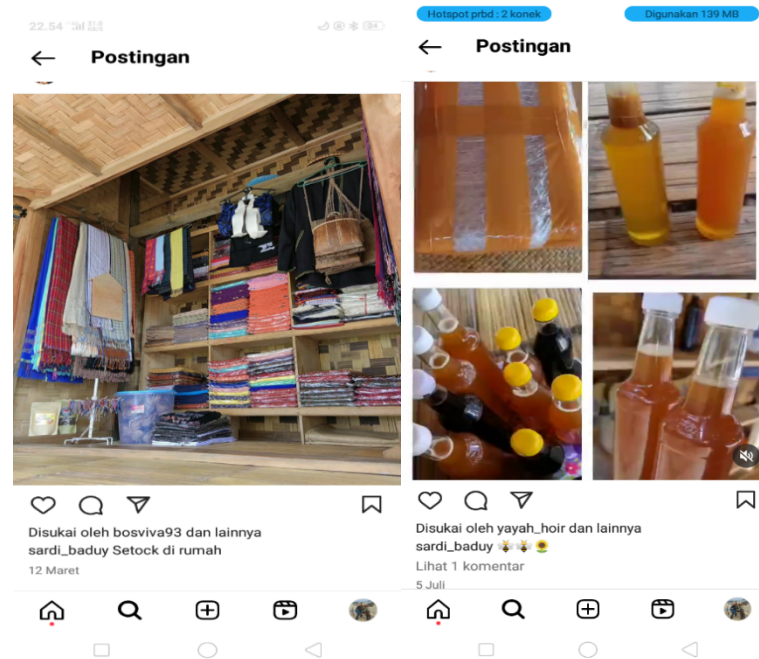 22.54
Postingan
Disukai oleh bosviva93 dan lainnya
sardi_baduy Setock di rumah
12 Maret
Hotspot prbd : 2 konek
Digunakan 139 MB
Postingan
Disukai oleh yayah_hoir dan lainnya
sardi_baduy 🐝🐝🌻
Lihat 1 komentar
5 Juli